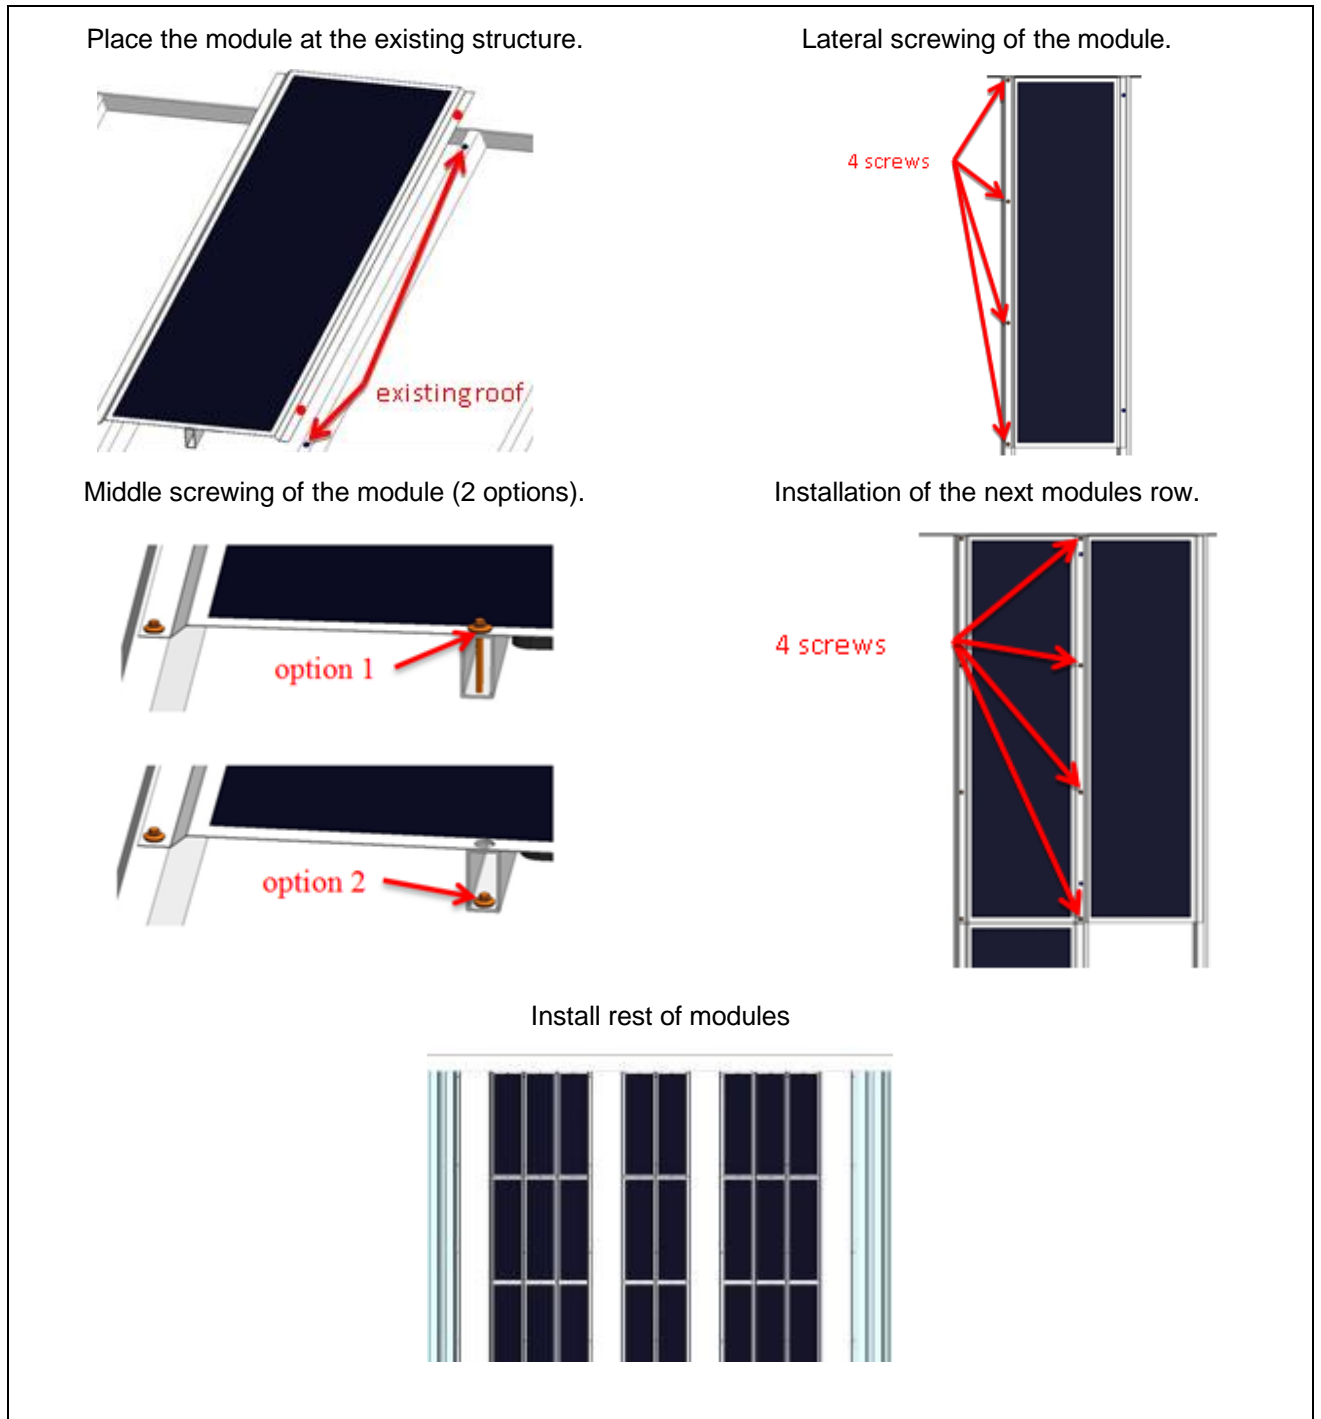 Place the module at the existing structure.
Lateral screwing of the module.
existing roof
4 screws
Middle screwing of the module (2 options).
Installation of the next modules row.
option 1
4 screws
option 2
Install rest of modules